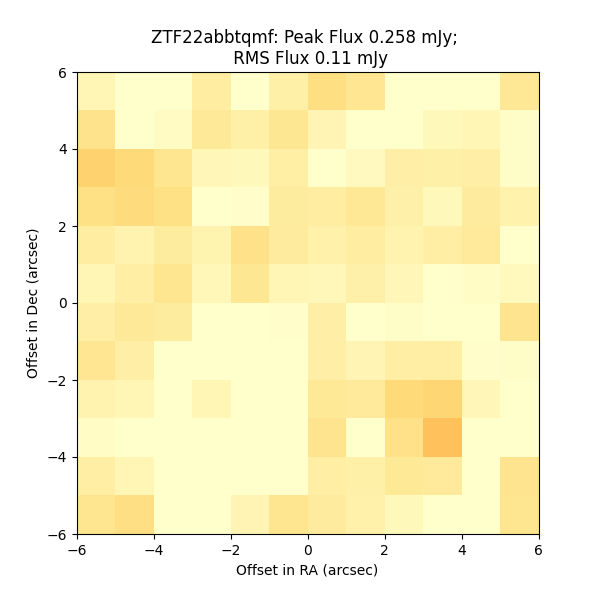 ZTF22abbtqmf: Peak Flux 0.258 mJy;
RMS Flux 0.11 mJy
6
4
2
0
−2
−4
−6
Offset in Dec (arcsec)
−6 −4 −2 0 2 4 6
Offset in RA (arcsec)